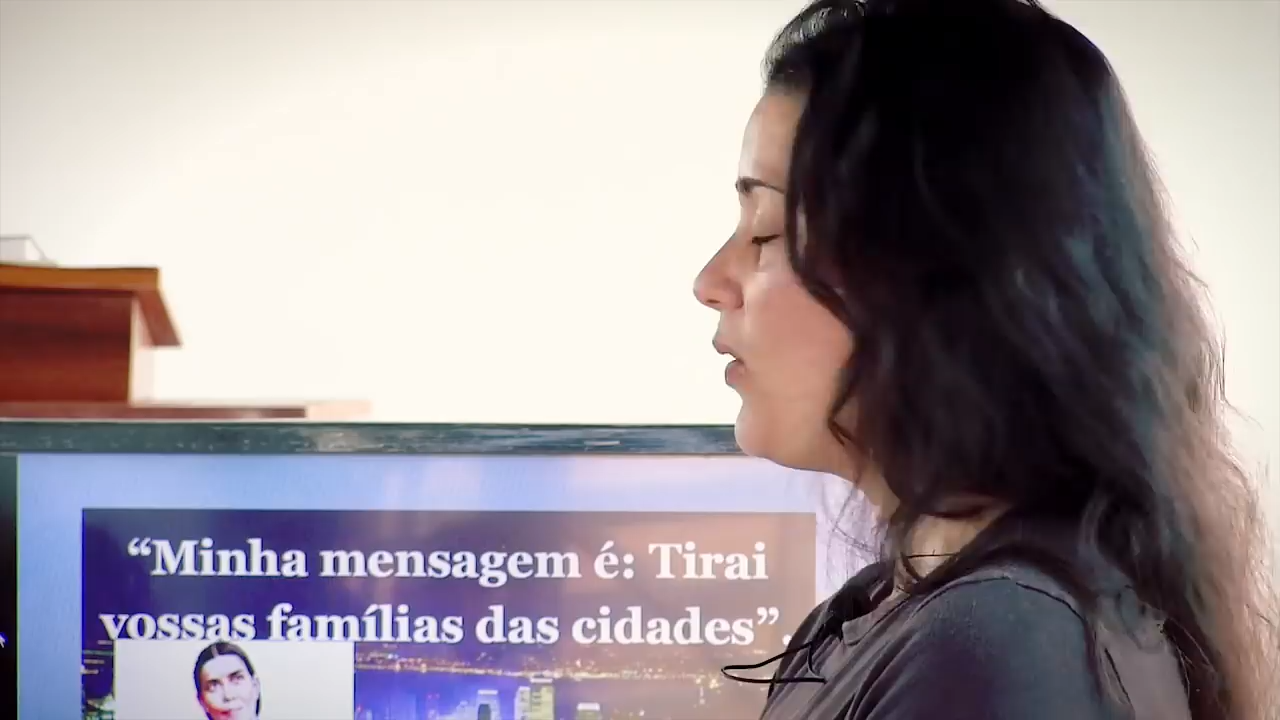 “Minha mensagem é: Tirai
vossas famílias das cidades”.